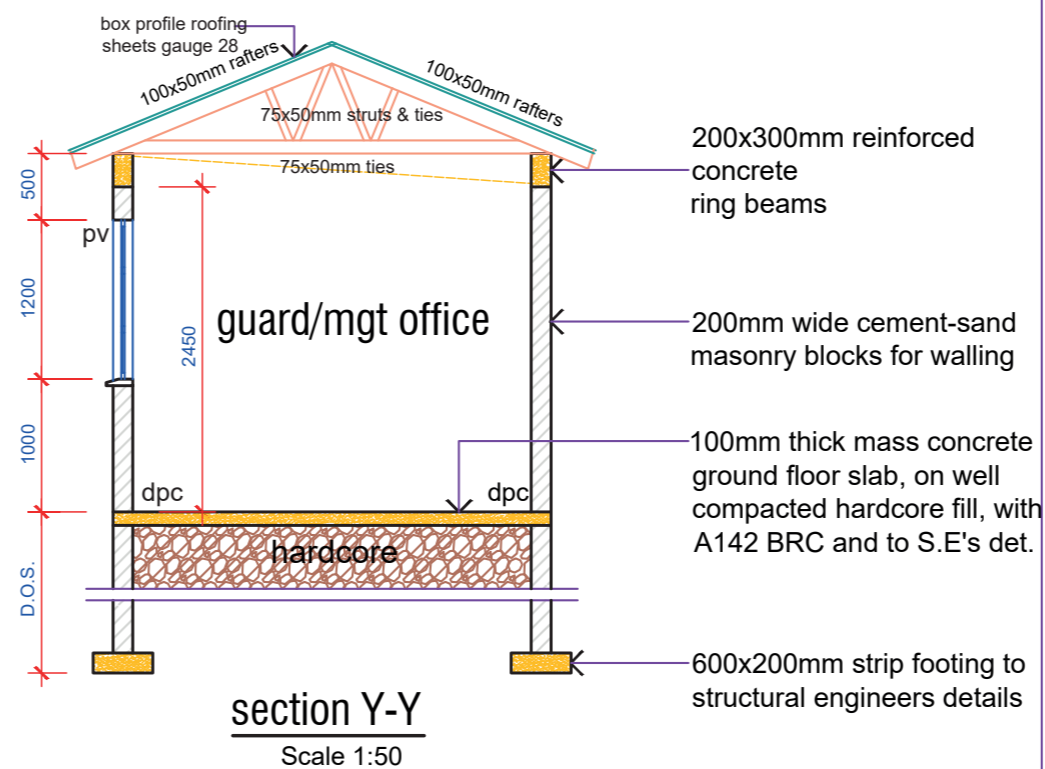 box profile roofing
sheets gauge 28
100x50mm rafters
100x50mm rafters
75x50mm struts & ties
75x50mm ties
200x300mm reinforced
concrete
ring beams
500
pv
1200
2450
guard/mgt office
200mm wide cement-sand
masonry blocks for walling
1000
dpc
dpc
100mm thick mass concrete
ground floor slab, on well
compacted hardcore fill, with
A142 BRC and to S.E's det.
hardcore
D.O.S.
600x200mm strip footing to
structural engineers details
section Y-Y
Scale 1:50